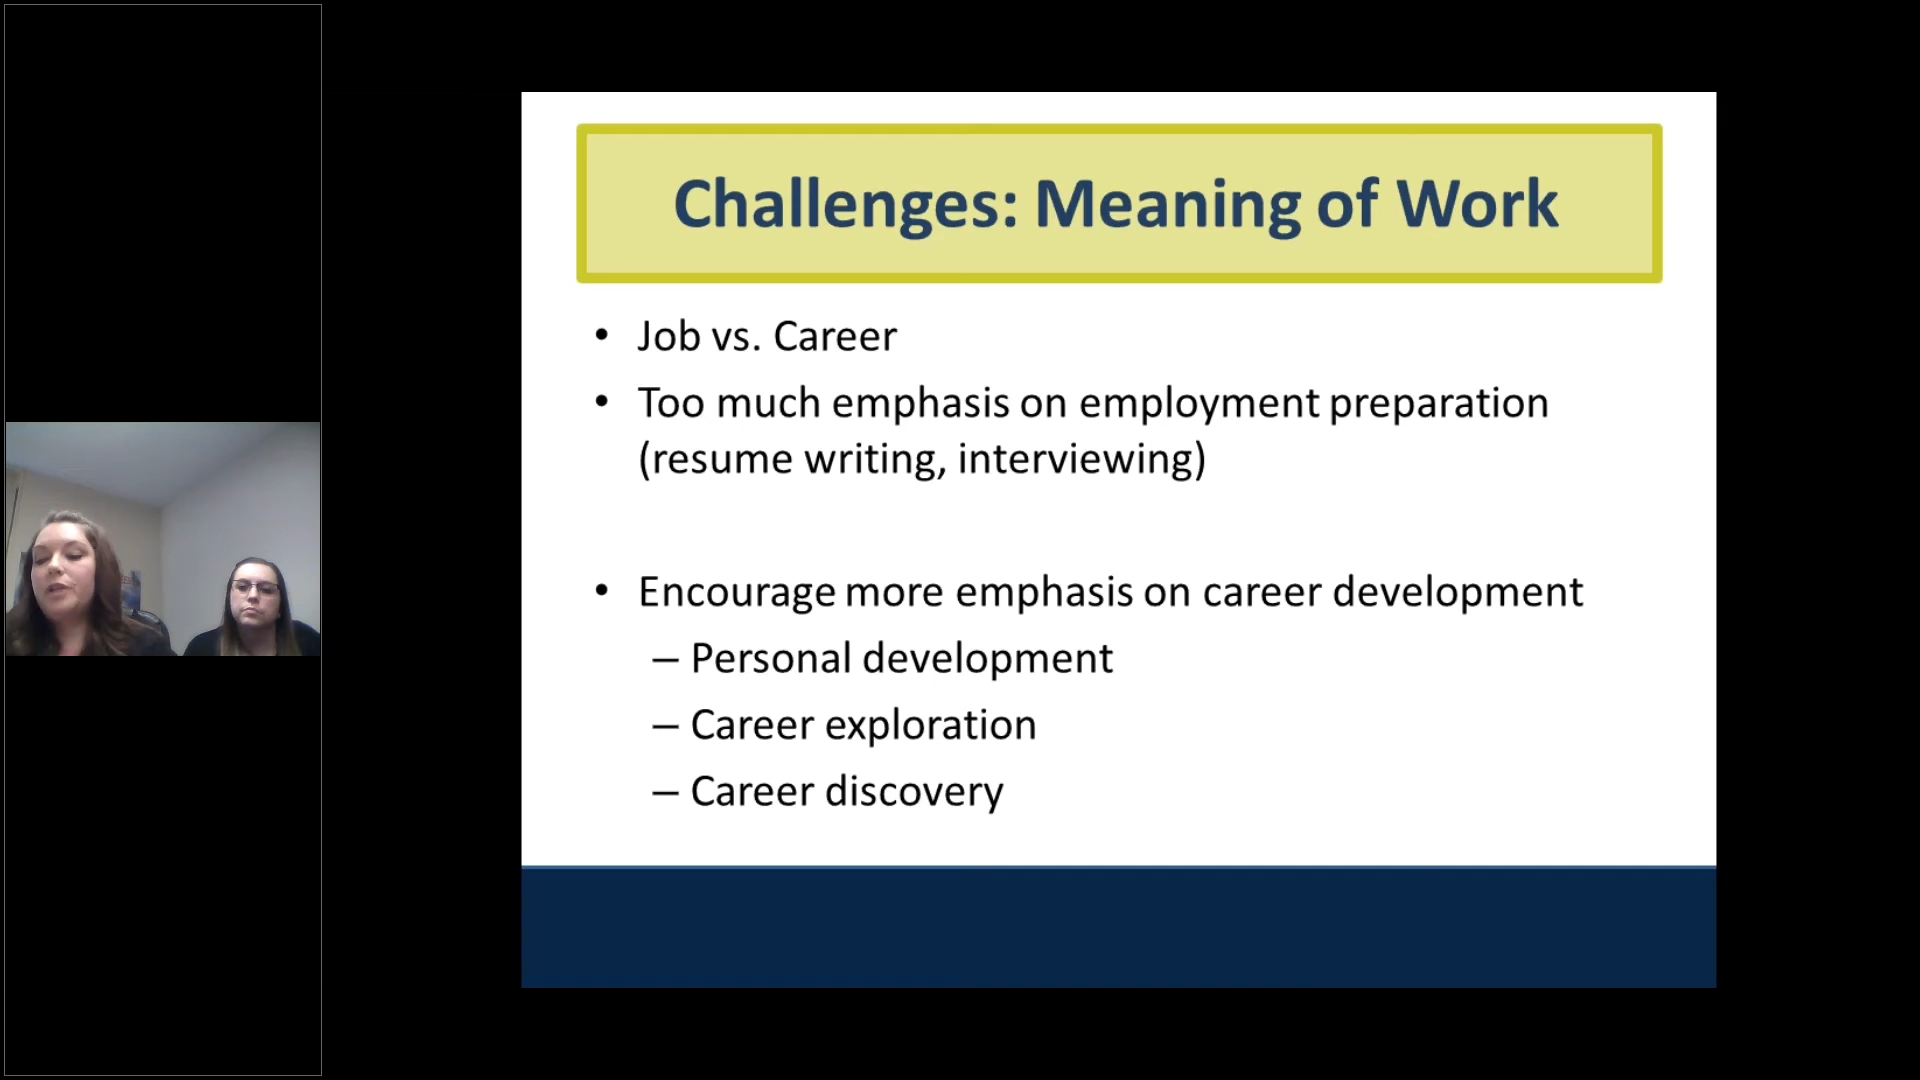 Challenges: Meaning of Work
• Job vs. Career
• Too much emphasis on employment preparation
(resume writing, interviewing)
• Encourage more emphasis on career development
– Personal development
– Career exploration
– Career discovery